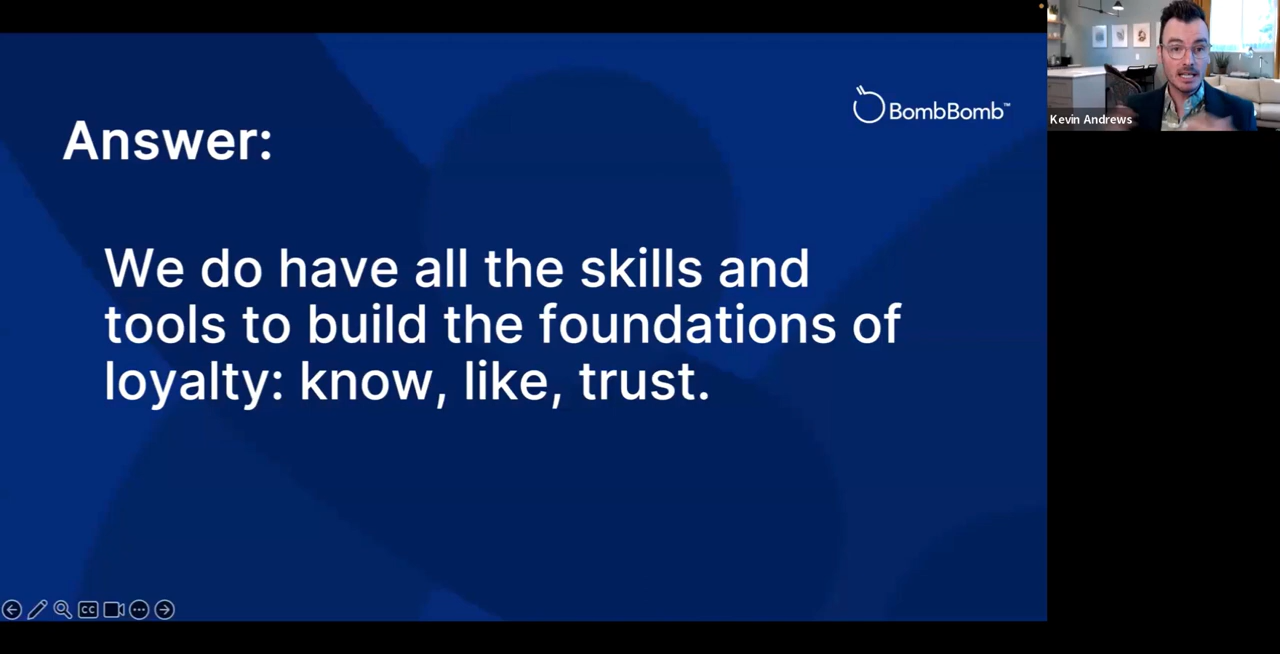 Answer:
BombBomb™
We do have all the skills and
tools to build the foundations of
loyalty: know, like, trust.
Kevin Andrews
CC